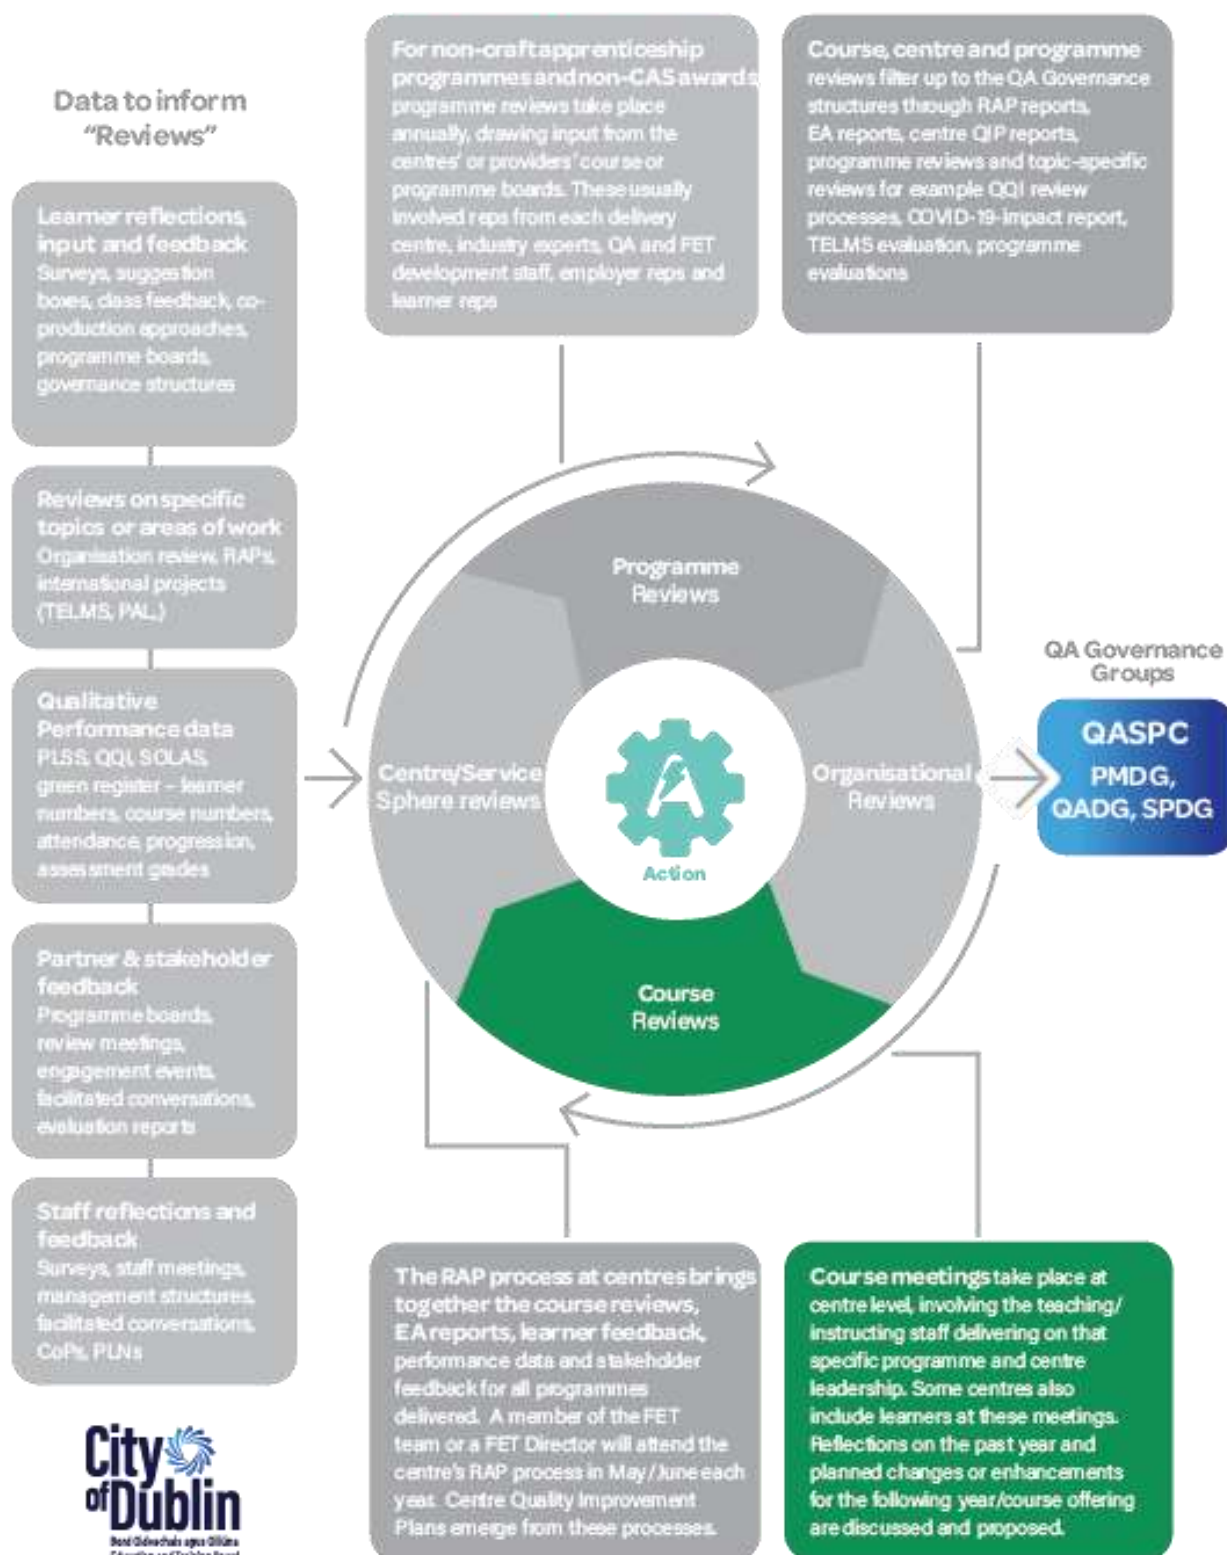 Data to inform
“Reviews”
Learner reflections,
input and feedback
Surveys, suggestion
boxes, class feedback, co-
production approaches,
programme boards,
governance structures
Reviews on specific
topics or areas of work
Organisation review, RAPs,
international projects
(TELMS, PAL,)
Qualitative
Performance data
PLSS, QQI, SOLAS,
green register – learner
numbers, course numbers,
attendance, progression,
assessment grades
Partner & stakeholder
feedback
Programme boards,
review meetings,
engagement events,
facilitated conversations,
evaluation reports
Staff reflections and
feedback
Surveys, staff meetings,
management structures,
facilitated conversations,
CoPs, PLNs
For non-craft apprenticeship
programmes and non-CAS awards
programme reviews take place
annually, drawing input from the
centres’ or providers’ course or
programme boards. These usually
involved reps from each delivery
centre, industry experts, QA and FET
development staff, employer reps and
learner reps
Course, centre and programme
reviews filter up to the QA Governance
structures through RAP reports,
EA reports, centre QIP reports,
programme reviews and topic-specific
reviews for example QQI review
processes, COVID-19-impact report,
TELMS evaluation, programme
evaluations
Programme
Reviews
Centre/Service
Sphere reviews
A
Action
Organisational
Reviews
Course
Reviews
QA Governance
Groups
QASPC
PMDG,
QADG, SPDG
The RAP process at centres brings
together the course reviews,
EA reports, learner feedback,
performance data and stakeholder
feedback for all programmes
delivered. A member of the FET
team or a FET Director will attend the
centre’s RAP process in May/June each
year. Centre Quality Improvement
Plans emerge from these processes.
Course meetings take place at
centre level, involving the teaching/
instructing staff delivering on that
specific programme and centre
leadership. Some centres also
include learners at these meetings.
Reflections on the past year and
planned changes or enhancements
for the following year/course offering
are discussed and proposed.
City
of Dublin
Education and Training Board